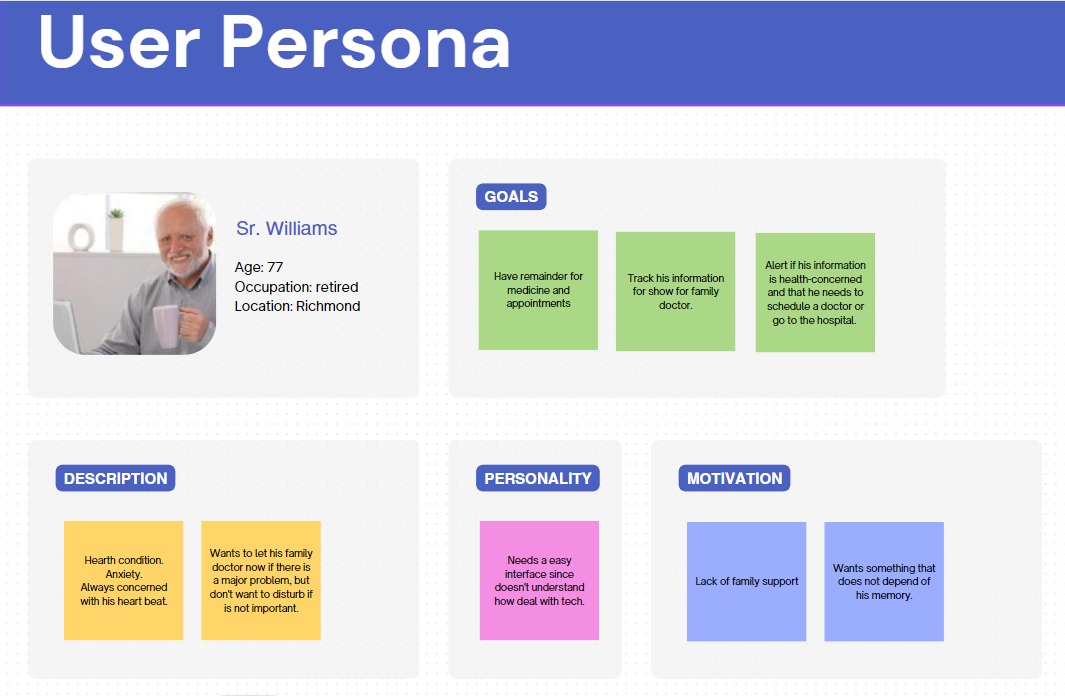 User Persona
Sr. Williams
Age: 77
Occupation: retired
Location: Richmond
GOALS
Have remainder for
medicine and
appointments
Track his information
for show for family
doctor.
Alert if his information
is health-concerned
and that he needs to
schedule a doctor or
go to the hospital.
DESCRIPTION
Hearth condition.
Anxiety.
Always concerned
with his heart beat.
Wants to let his family
doctor now if there is
a major problem, but
don't want to disturb if
is not important.
PERSONALITY
Needs a easy
interface since
doesn't understand
how deal with tech.
MOTIVATION
Lack of family support
Wants something that
does not depend of
his memory.